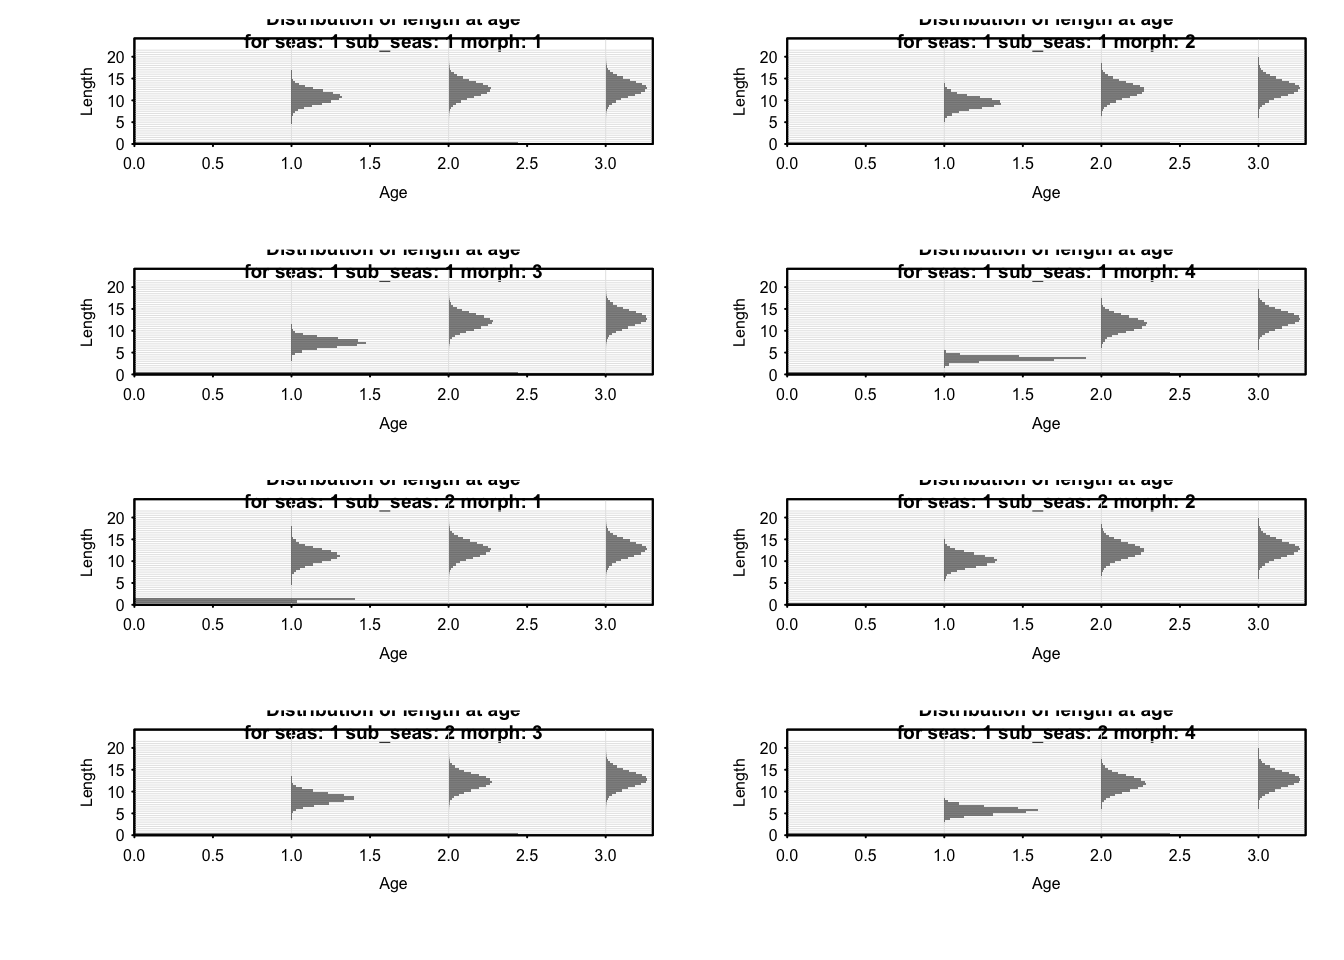 Distribution of length at age
for seas: 1 sub_seas: 1 morph: 1
Length
20
15
10
5
0
0.0 0.5 1.0 1.5 2.0 2.5 3.0
Age
Distribution of length at age
for seas: 1 sub_seas: 1 morph: 2
Length
20
15
10
5
0
0.0 0.5 1.0 1.5 2.0 2.5 3.0
Age
Distribution of length at age
for seas: 1 sub_seas: 1 morph: 3
Length
20
15
10
5
0
0.0 0.5 1.0 1.5 2.0 2.5 3.0
Age
Distribution of length at age
for seas: 1 sub_seas: 1 morph: 4
Length
20
15
10
5
0
0.0 0.5 1.0 1.5 2.0 2.5 3.0
Age
Distribution of length at age
for seas: 1 sub_seas: 2 morph: 1
Length
20
15
10
5
0
0.0 0.5 1.0 1.5 2.0 2.5 3.0
Age
Distribution of length at age
for seas: 1 sub_seas: 2 morph: 2
Length
20
15
10
5
0
0.0 0.5 1.0 1.5 2.0 2.5 3.0
Age
Distribution of length at age
for seas: 1 sub_seas: 2 morph: 3
Length
20
15
10
5
0
0.0 0.5 1.0 1.5 2.0 2.5 3.0
Age
Distribution of length at age
for seas: 1 sub_seas: 2 morph: 4
Length
20
15
10
5
0
0.0 0.5 1.0 1.5 2.0 2.5 3.0
Age